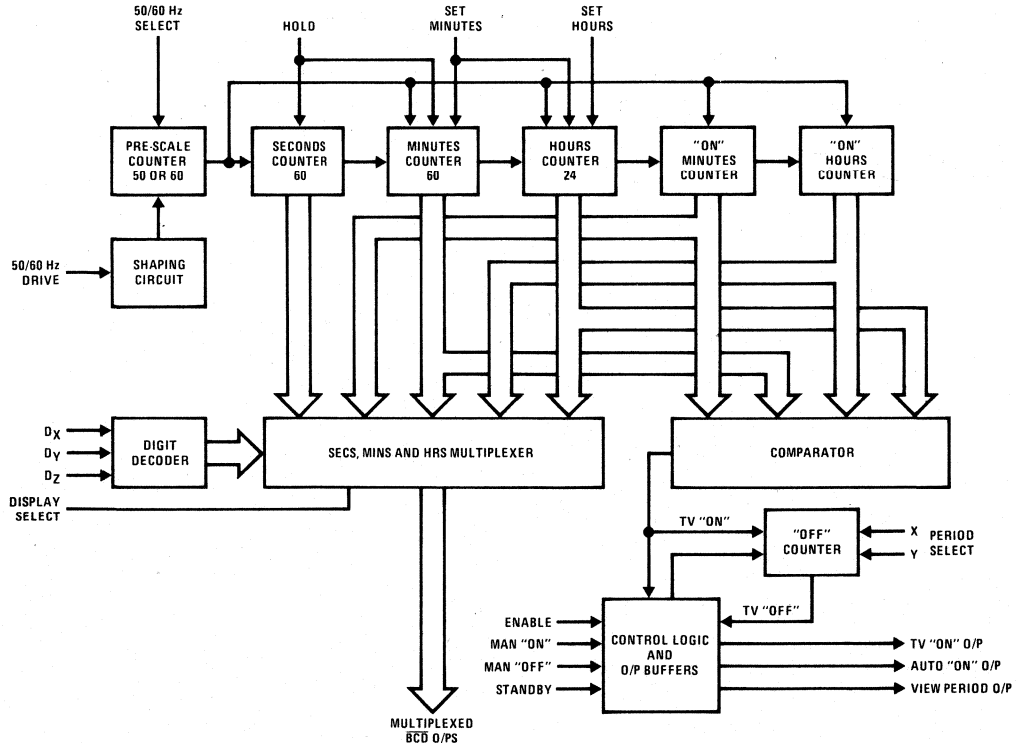 50/60 Hz
SELECT
HOLD
SET
MINUTES
SET
HOURS
PRE-SCALE
COUNTER
50 OR 60
SECONDS
COUNTER
60
MINUTES
COUNTER
60
HOURS
COUNTER
24
"ON"
MINUTES
COUNTER
"ON"
HOURS
COUNTER
50/60 Hz
DRIVE
SHAPING
CIRCUIT
DX
DY
DZ
DIGIT
DECODER
SECS, MINS AND HRS MULTIPLEXER
COMPARATOR
DISPLAY
SELECT
TV "ON"
"OFF"
COUNTER
X
Y
PERIOD
SELECT
TV "OFF"
ENABLE
MAN "ON"
MAN "OFF"
STANDBY
CONTROL LOGIC
AND
O/P BUFFERS
TV "ON" O/P
AUTO "ON" O/P
VIEW PERIOD O/P
MULTIPLEXED
BCD O/PS